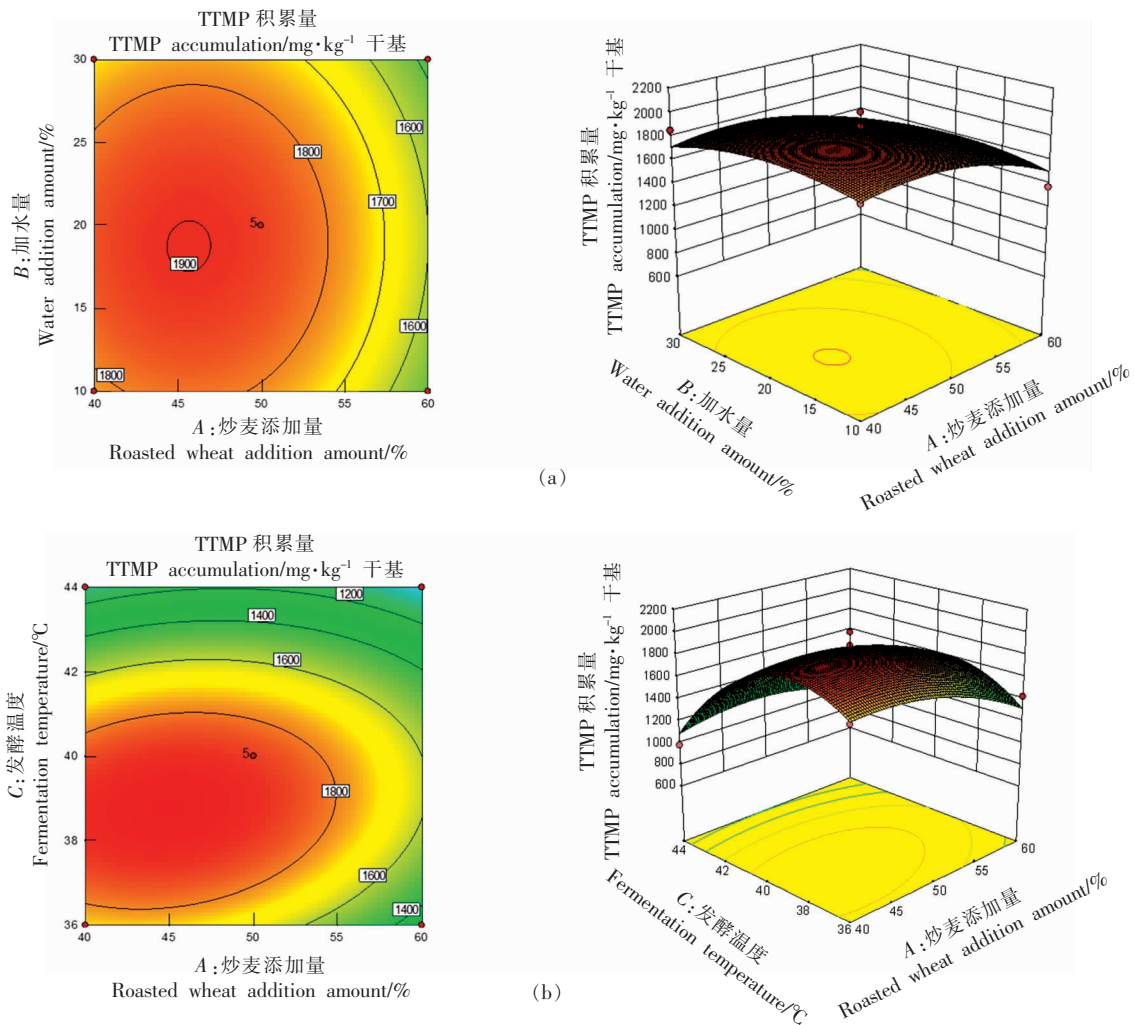 TTMP 积累量
TTMP accumulation/mg·kg⁻¹ 干基
30
25
20
15
10
B:加水量
Water addition amount/%
1600
1800
1700
5
1900
1600
1800
40
45
50
55
60
A:炒麦添加量
Roasted wheat addition amount/%
TTMP 积累量
TTMP accumulation/mg·kg⁻¹ 干基
2200
2000
1800
1600
1400
1200
1000
800
600
30
25
20
15
10
B:加水量
Water addition amount/%
40
45
50
55
60
A:炒麦添加量
Roasted wheat addition amount/%
(a)
TTMP 积累量
TTMP accumulation/mg·kg⁻¹ 干基
44
42
40
38
36
C:发酵温度
Fermentation temperature/℃
1200
1400
1600
5
1800
1600
1400
40
45
50
55
60
A:炒麦添加量
Roasted wheat addition amount/%
TTMP 积累量
TTMP accumulation/mg·kg⁻¹ 干基
2200
2000
1800
1600
1400
1200
1000
800
600
44
42
40
38
36
C:发酵温度
Fermentation temperature/℃
40
45
50
55
60
A:炒麦添加量
Roasted wheat addition amount/%
(b)